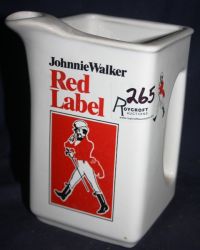 Johnnie Walker
Red
Label
265
ROYCROFT
AUCTIONS